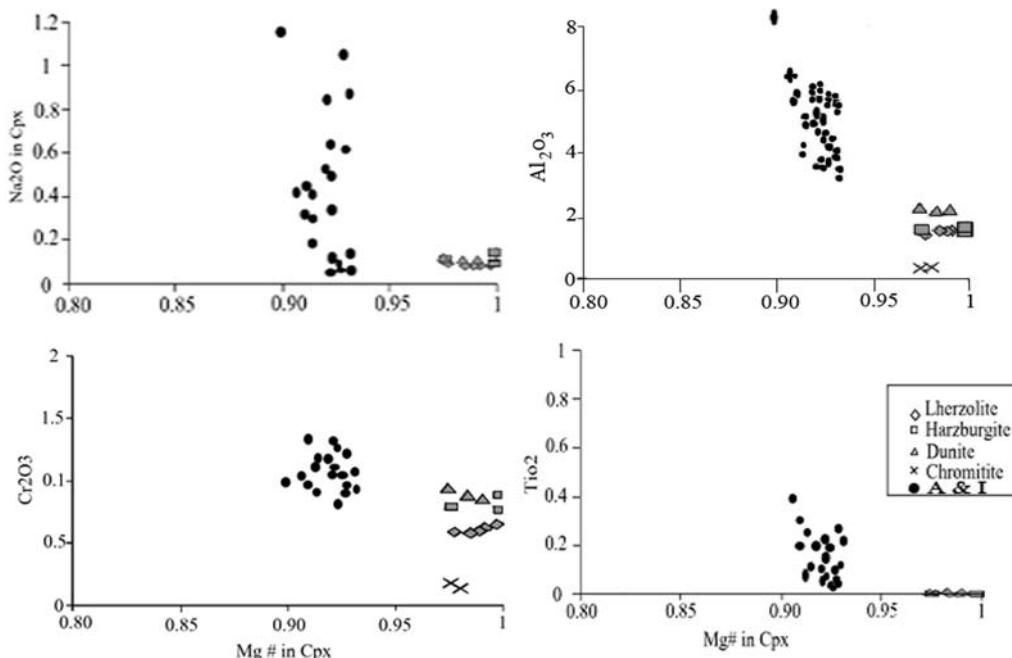 1.2
1
0.8
0.6
0.4
0.2
0
Na2O in Cpx
0.80 0.85 0.90 0.95 1
8
6
4
2
0
Al2O3
0.80 0.85 0.90 0.95 1
2
1.5
0.1
0.5
0
Cr2O3
0.80 0.85 0.90 0.95 1
Mg # in Cpx
1
0.8
0.6
0.4
0.2
0
Tio2
0.80 0.85 0.90 0.95 1
Mg# in Cpx
Lherzolite
Harzburgite
Dunite
Chromitite
A & I